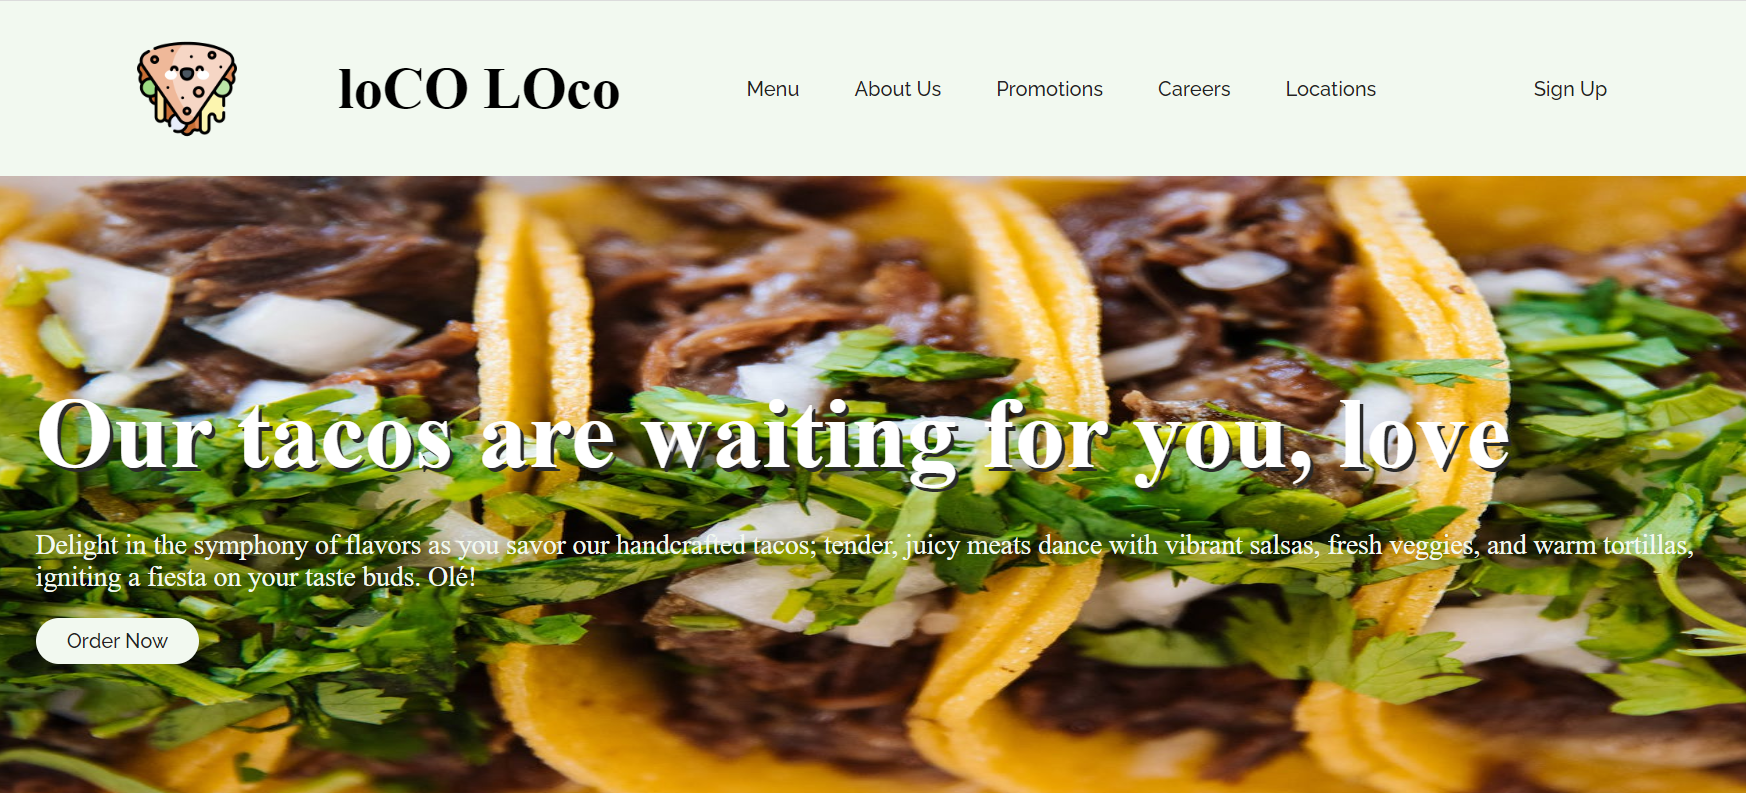 loCO LOco
Menu
About Us
Promotions
Careers
Locations
Sign Up
Our tacos are waiting for you, love
Delight in the symphony of flavors as you savor our handcrafted tacos; tender, juicy meats dance with vibrant salsas, fresh veggies, and warm tortillas,
igniting a fiesta on your taste buds. Olé!
Order Now